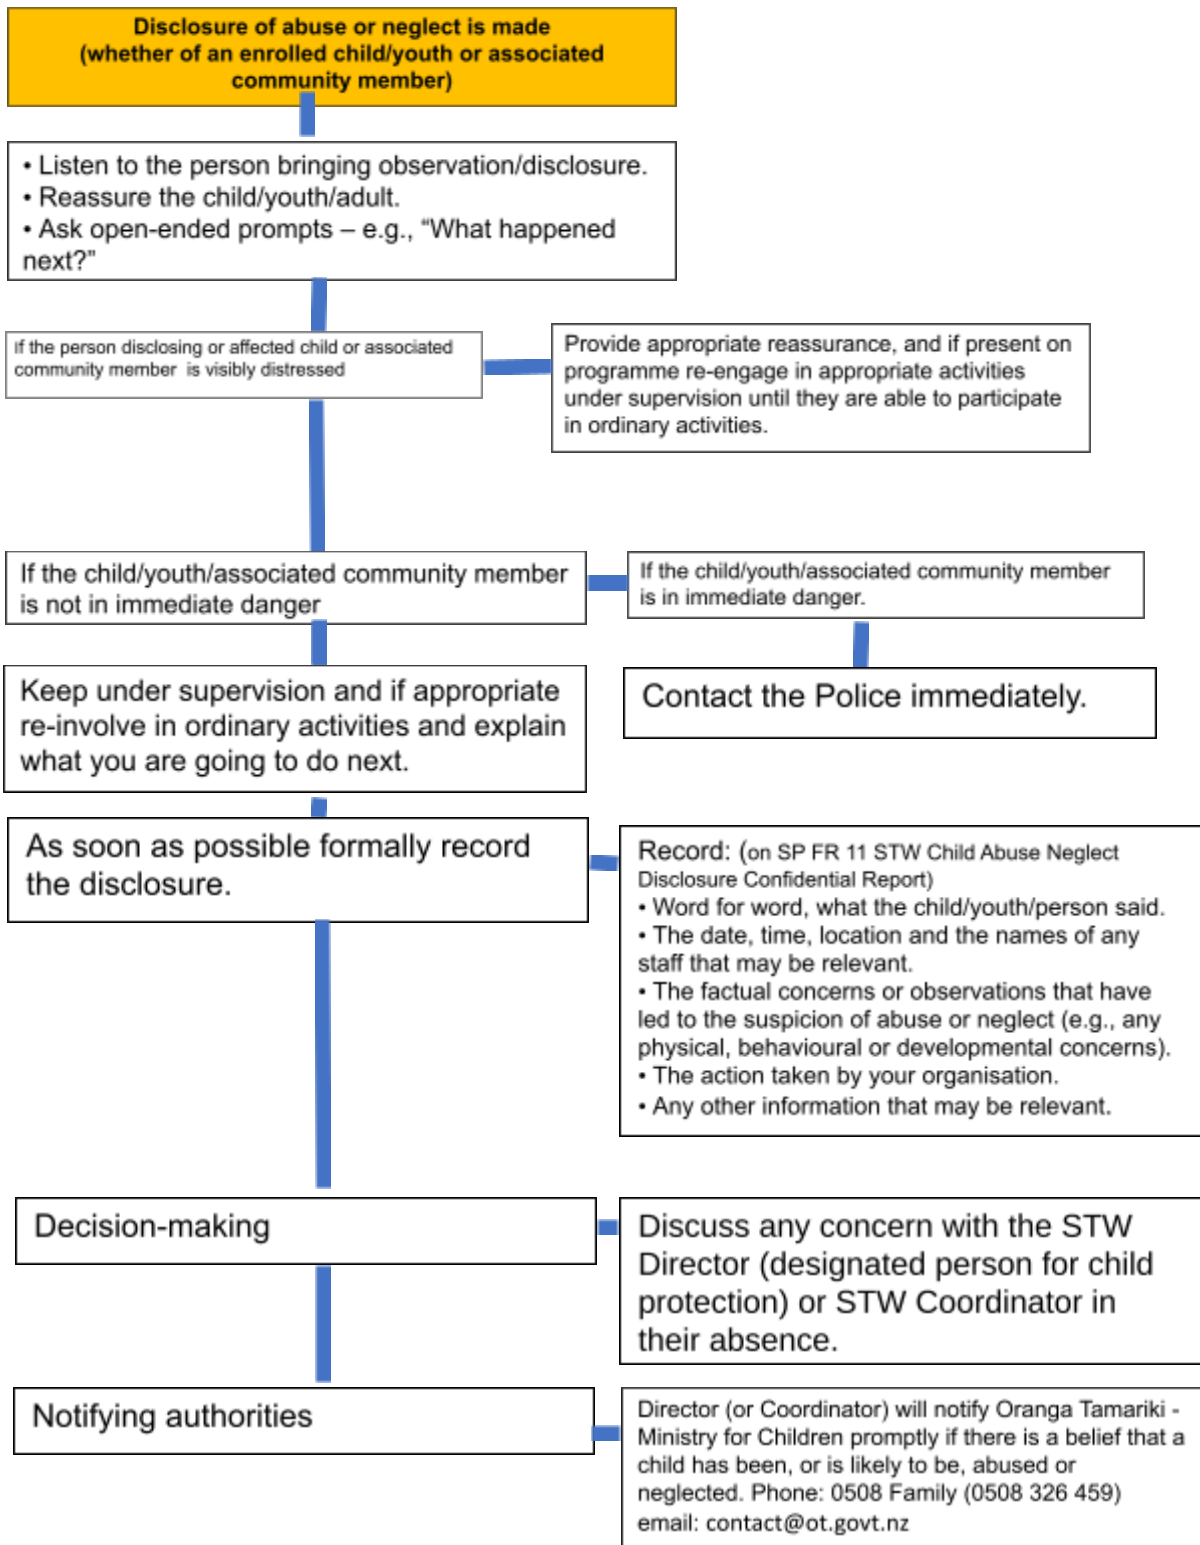 Disclosure of abuse or neglect is made
(whether of an enrolled child/youth or associated
community member)
• Listen to the person bringing observation/disclosure.
• Reassure the child/youth/adult.
• Ask open-ended prompts – e.g., “What happened
next?”
If the person disclosing or affected child or associated
community member is visibly distressed
Provide appropriate reassurance, and if present on
programme re-engage in appropriate activities
under supervision until they are able to participate
in ordinary activities.
If the child/youth/associated community member
is not in immediate danger
If the child/youth/associated community member
is in immediate danger.
Keep under supervision and if appropriate
re-involve in ordinary activities and explain
what you are going to do next.
Contact the Police immediately.
As soon as possible formally record
the disclosure.
Record: (on SP FR 11 STW Child Abuse Neglect
Disclosure Confidential Report)
• Word for word, what the child/youth/person said.
• The date, time, location and the names of any
staff that may be relevant.
• The factual concerns or observations that have
led to the suspicion of abuse or neglect (e.g., any
physical, behavioural or developmental concerns).
• The action taken by your organisation.
• Any other information that may be relevant.
Decision-making
Discuss any concern with the STW
Director (designated person for child
protection) or STW Coordinator in
their absence.
Notifying authorities
Director (or Coordinator) will notify Oranga Tamariki -
Ministry for Children promptly if there is a belief that a
child has been, or is likely to be, abused or
neglected. Phone: 0508 Family (0508 326 459)
email: contact@ot.govt.nz